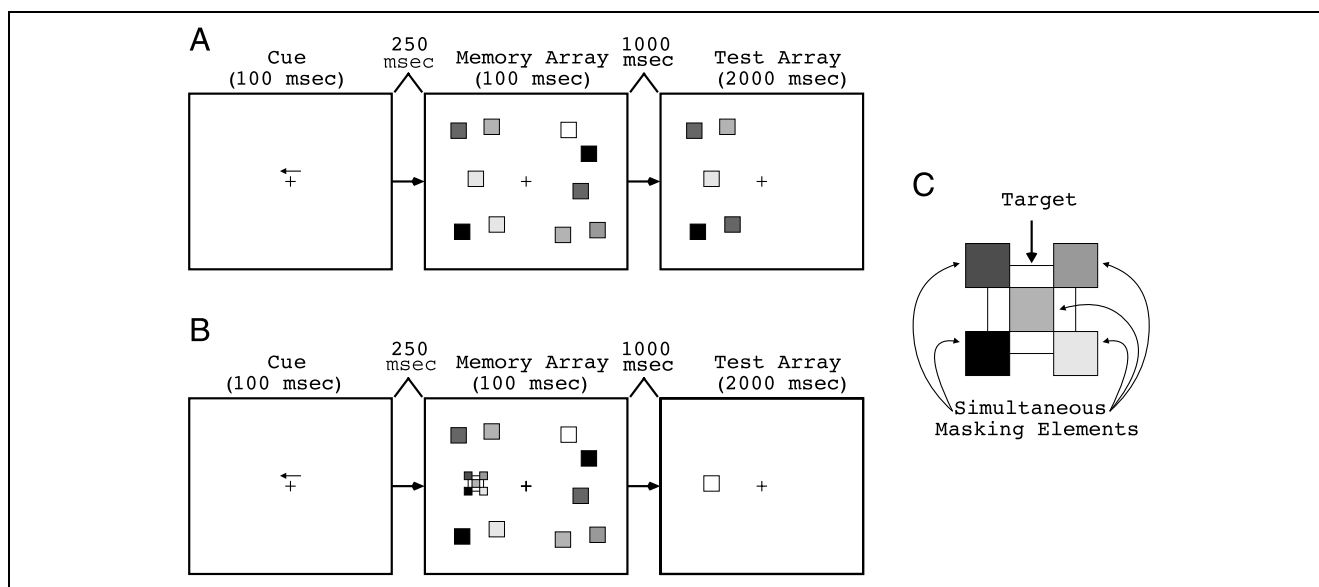 A
Cue
(100 msec)
250
msec
Memory Array
(100 msec)
1000
msec
Test Array
(2000 msec)
B
Cue
(100 msec)
250
msec
Memory Array
(100 msec)
1000
msec
Test Array
(2000 msec)
C
Target
Simultaneous
Masking Elements